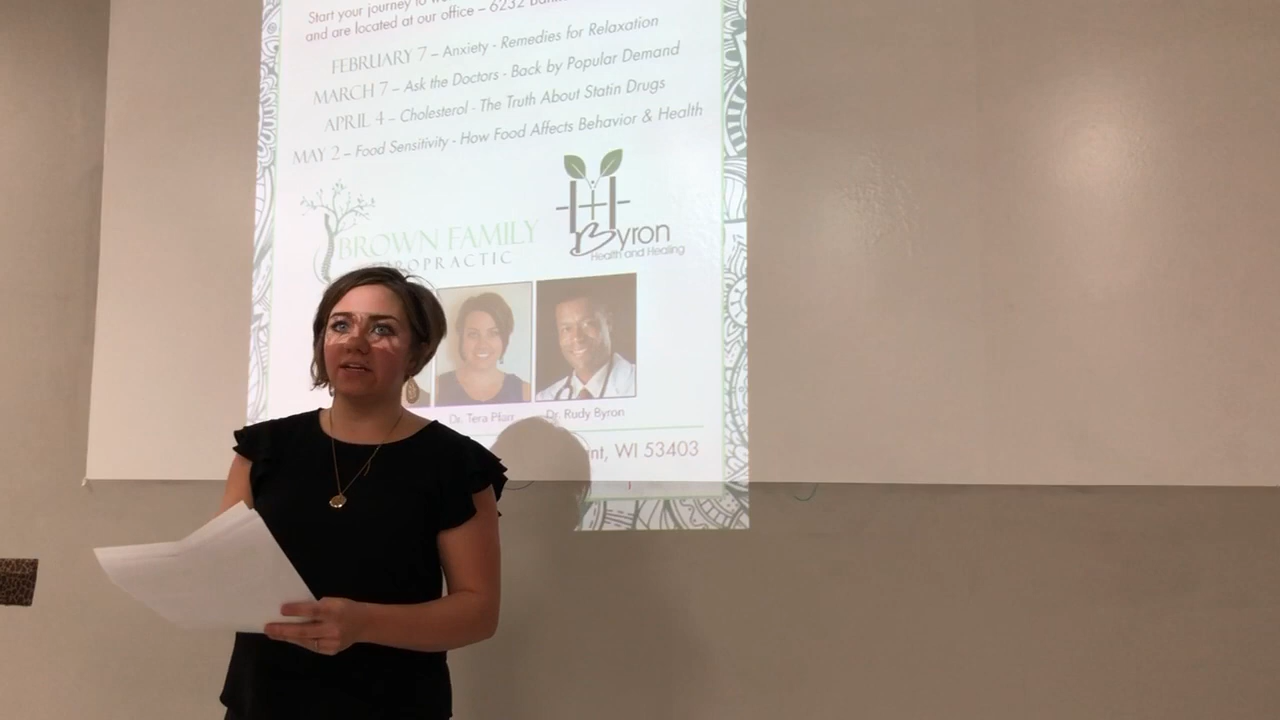 Start your journey to
and are located at our office – 6232
FEBRUARY 7 – Anxiety - Remedies for Relaxation
MARCH 7 – Ask the Doctors - Back by Popular Demand
APRIL 4 – Cholesterol - The Truth About Statin Drugs
MAY 2 – Food Sensitivity - How Food Affects Behavior & Health
BROWN FAMILY
ROPRACTIC
H+H
Byron
Health and Healing
Dr. Tera
Dr. Rudy Byron
nt, WI 53403